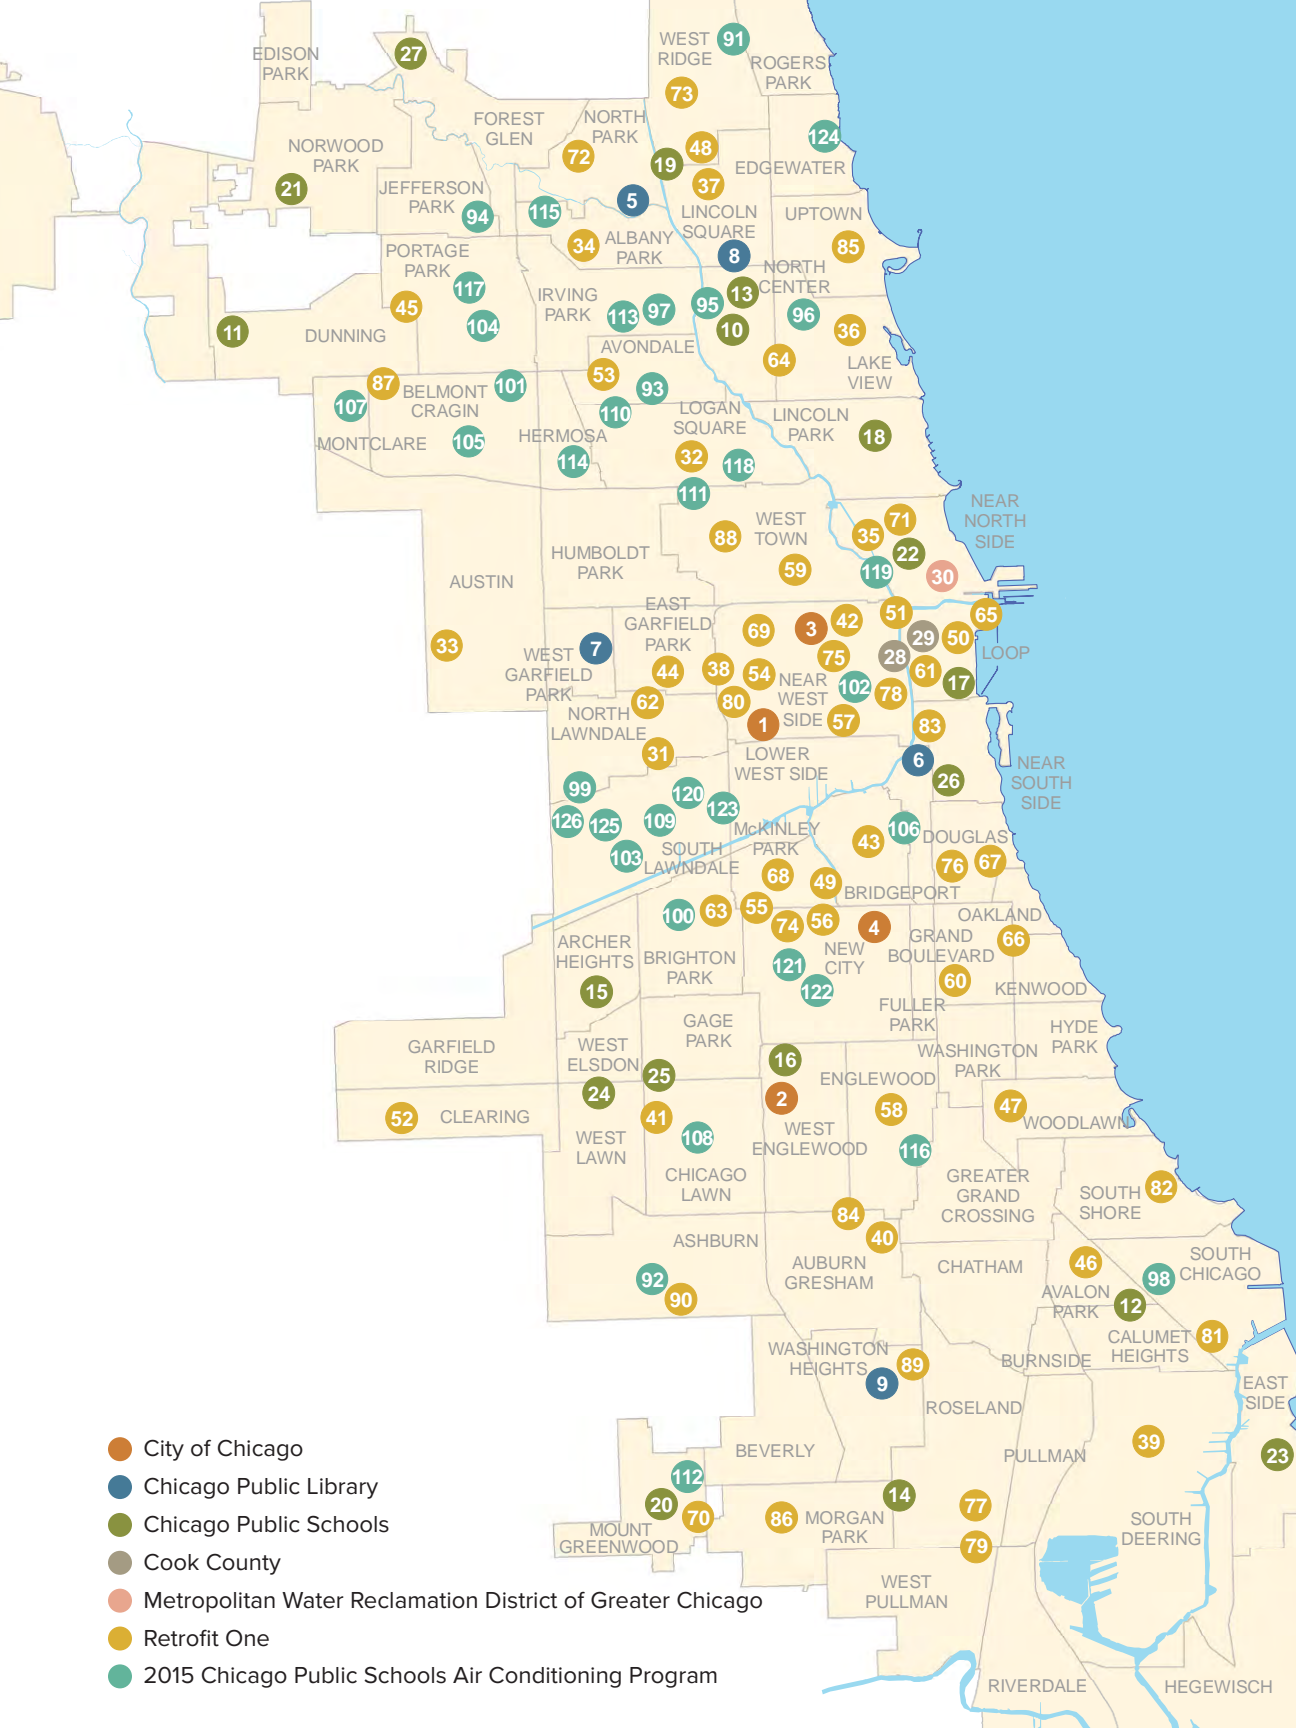 WEST
RIDGE
91
ROGERS
PARK
EDISON
PARK
27
73
FOREST
GLEN
NORTH
PARK
NORWOOD
PARK
72
19
48
124
EDGEWATER
21
JEFFERSON
PARK
94
115
5
37
LINCOLN
SQUARE
UPTOWN
34
ALBANY
PARK
8
85
PORTAGE
PARK
NORTH
CENTER
117
45
104
IRVING
PARK
113
97
95
13
10
96
36
11
DUNNING
AVONDALE
64
LAKE
VIEW
87
53
93
107
BELMONT
CRAGIN
101
110
LOGAN
SQUARE
LINCOLN
PARK
18
MONTCLARE
105
HERMOSA
114
32
118
111
NEAR
NORTH
SIDE
WEST
TOWN
88
35
71
22
HUMBOLDT
PARK
59
119
30
AUSTIN
EAST
GARFIELD
PARK
51
65
69
3
42
29
50
33
WEST
GARFIELD
PARK
7
75
28
LOOP
44
38
54
61
17
NEAR
WEST
SIDE
102
78
62
80
NORTH
LAWNDALE
1
57
83
31
LOWER
WEST SIDE
6
26
NEAR
SOUTH
SIDE
99
120
123
126
125
109
McKINLEY
PARK
43
106
DOUGLAS
103
SOUTH
LAWNDALE
76
67
68
49
BRIDGEPORT
100
63
55
74
56
4
OAKLAND
ARCHER
HEIGHTS
BRIGHTON
PARK
NEW
CITY
GRAND
BOULEVARD
66
121
60
15
122
KENWOOD
FULLER
PARK
GARFIELD
RIDGE
WEST
ELSDON
GAGE
PARK
HYDE
PARK
WASHINGTON
PARK
16
25
24
ENGLEWOOD
2
58
47
52
CLEARING
41
WOODLAWN
WEST
LAWN
108
WEST
ENGLEWOOD
116
CHICAGO
LAWN
GREATER
GRAND
CROSSING
SOUTH
SHORE
82
84
40
ASHBURN
AUBURN
GRESHAM
CHATHAM
46
SOUTH
CHICAGO
92
90
98
AVALON
PARK
12
CALUMET
HEIGHTS
81
WASHINGTON
HEIGHTS
89
BURNSIDE
9
EAST
SIDE
ROSELAND
39
BEVERLY
PULLMAN
23
112
20
70
86
MORGAN
PARK
14
77
MOUNT
GREENWOOD
SOUTH
DEERING
79
WEST
PULLMAN
RIVERDALE
HEGEWISCH
City of Chicago
Chicago Public Library
Chicago Public Schools
Cook County
Metropolitan Water Reclamation District of Greater Chicago
Retrofit One
2015 Chicago Public Schools Air Conditioning Program